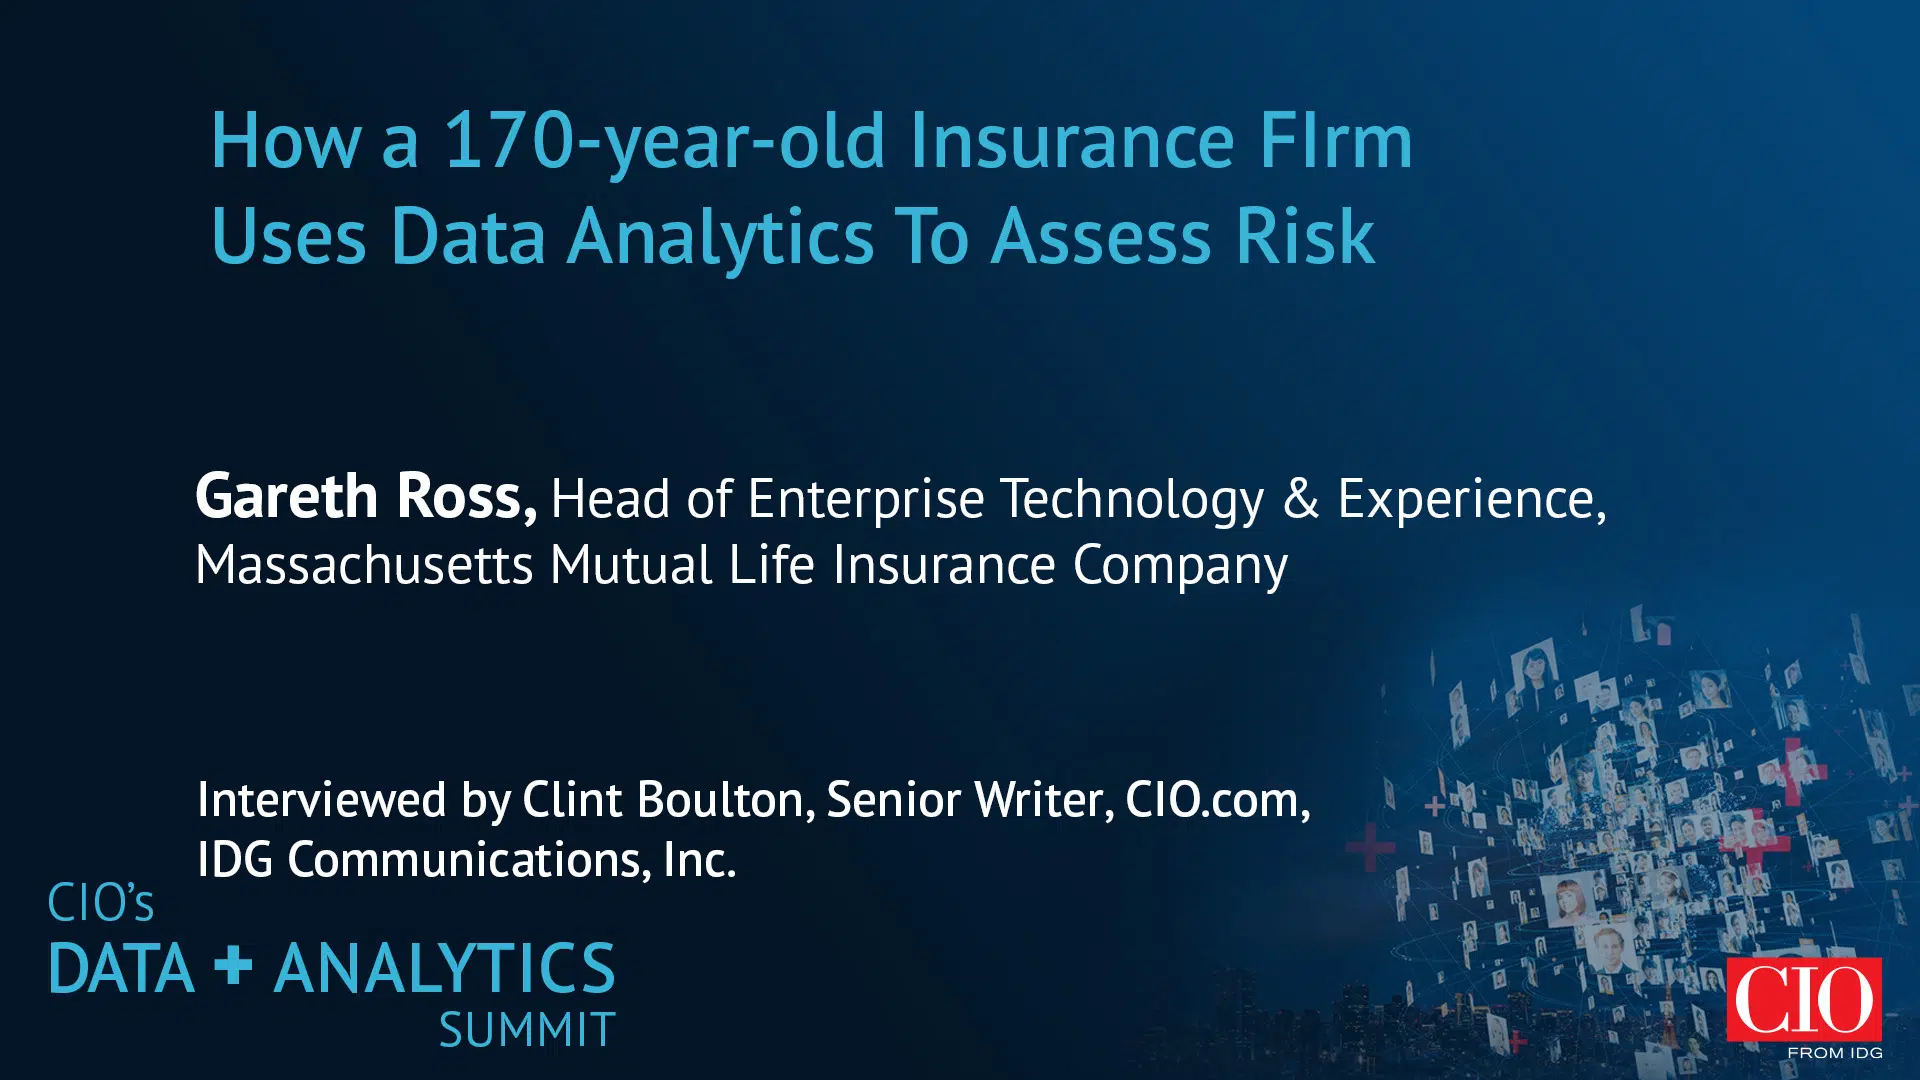 How a 170-year-old Insurance FIrm
Uses Data Analytics To Assess Risk
Gareth Ross, Head of Enterprise Technology & Experience,
Massachusetts Mutual Life Insurance Company
Interviewed by Clint Boulton, Senior Writer, CIO.com,
IDG Communications, Inc.
CIO’s
DATA + ANALYTICS
SUMMIT
CIO
FROM IDG